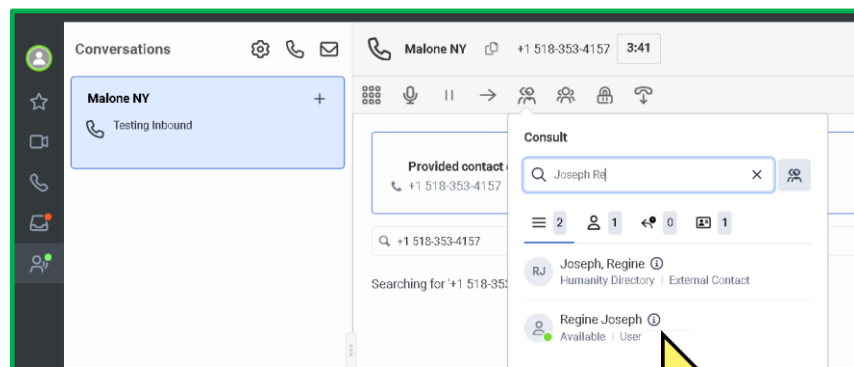 Conversations
Malone NY
+1 518-353-4157
3:41
Malone NY
Testing Inbound
Consult
Joseph Re
Provided contact
+1 518-353-4157
2
1
0
1
+1 518-353-4157
Joseph, Regine
RJ
Humanity Directory | External Contact
Searching for '+1 518-35
Regine Joseph
Available | User